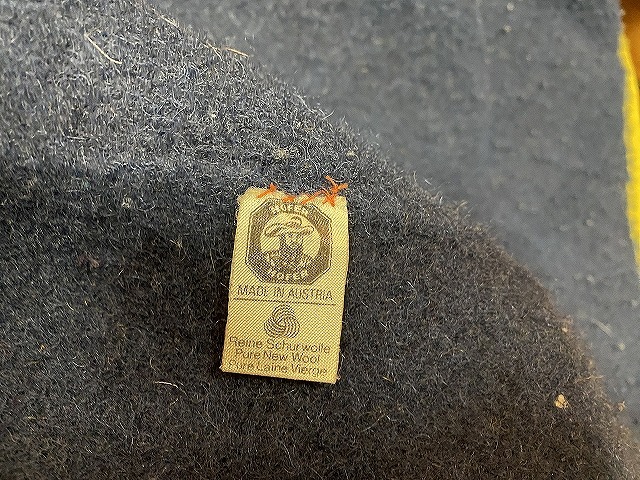 MADE IN AUSTRIA
Reine Schurwolle
Pure New Wool
Pure Laine Vierge